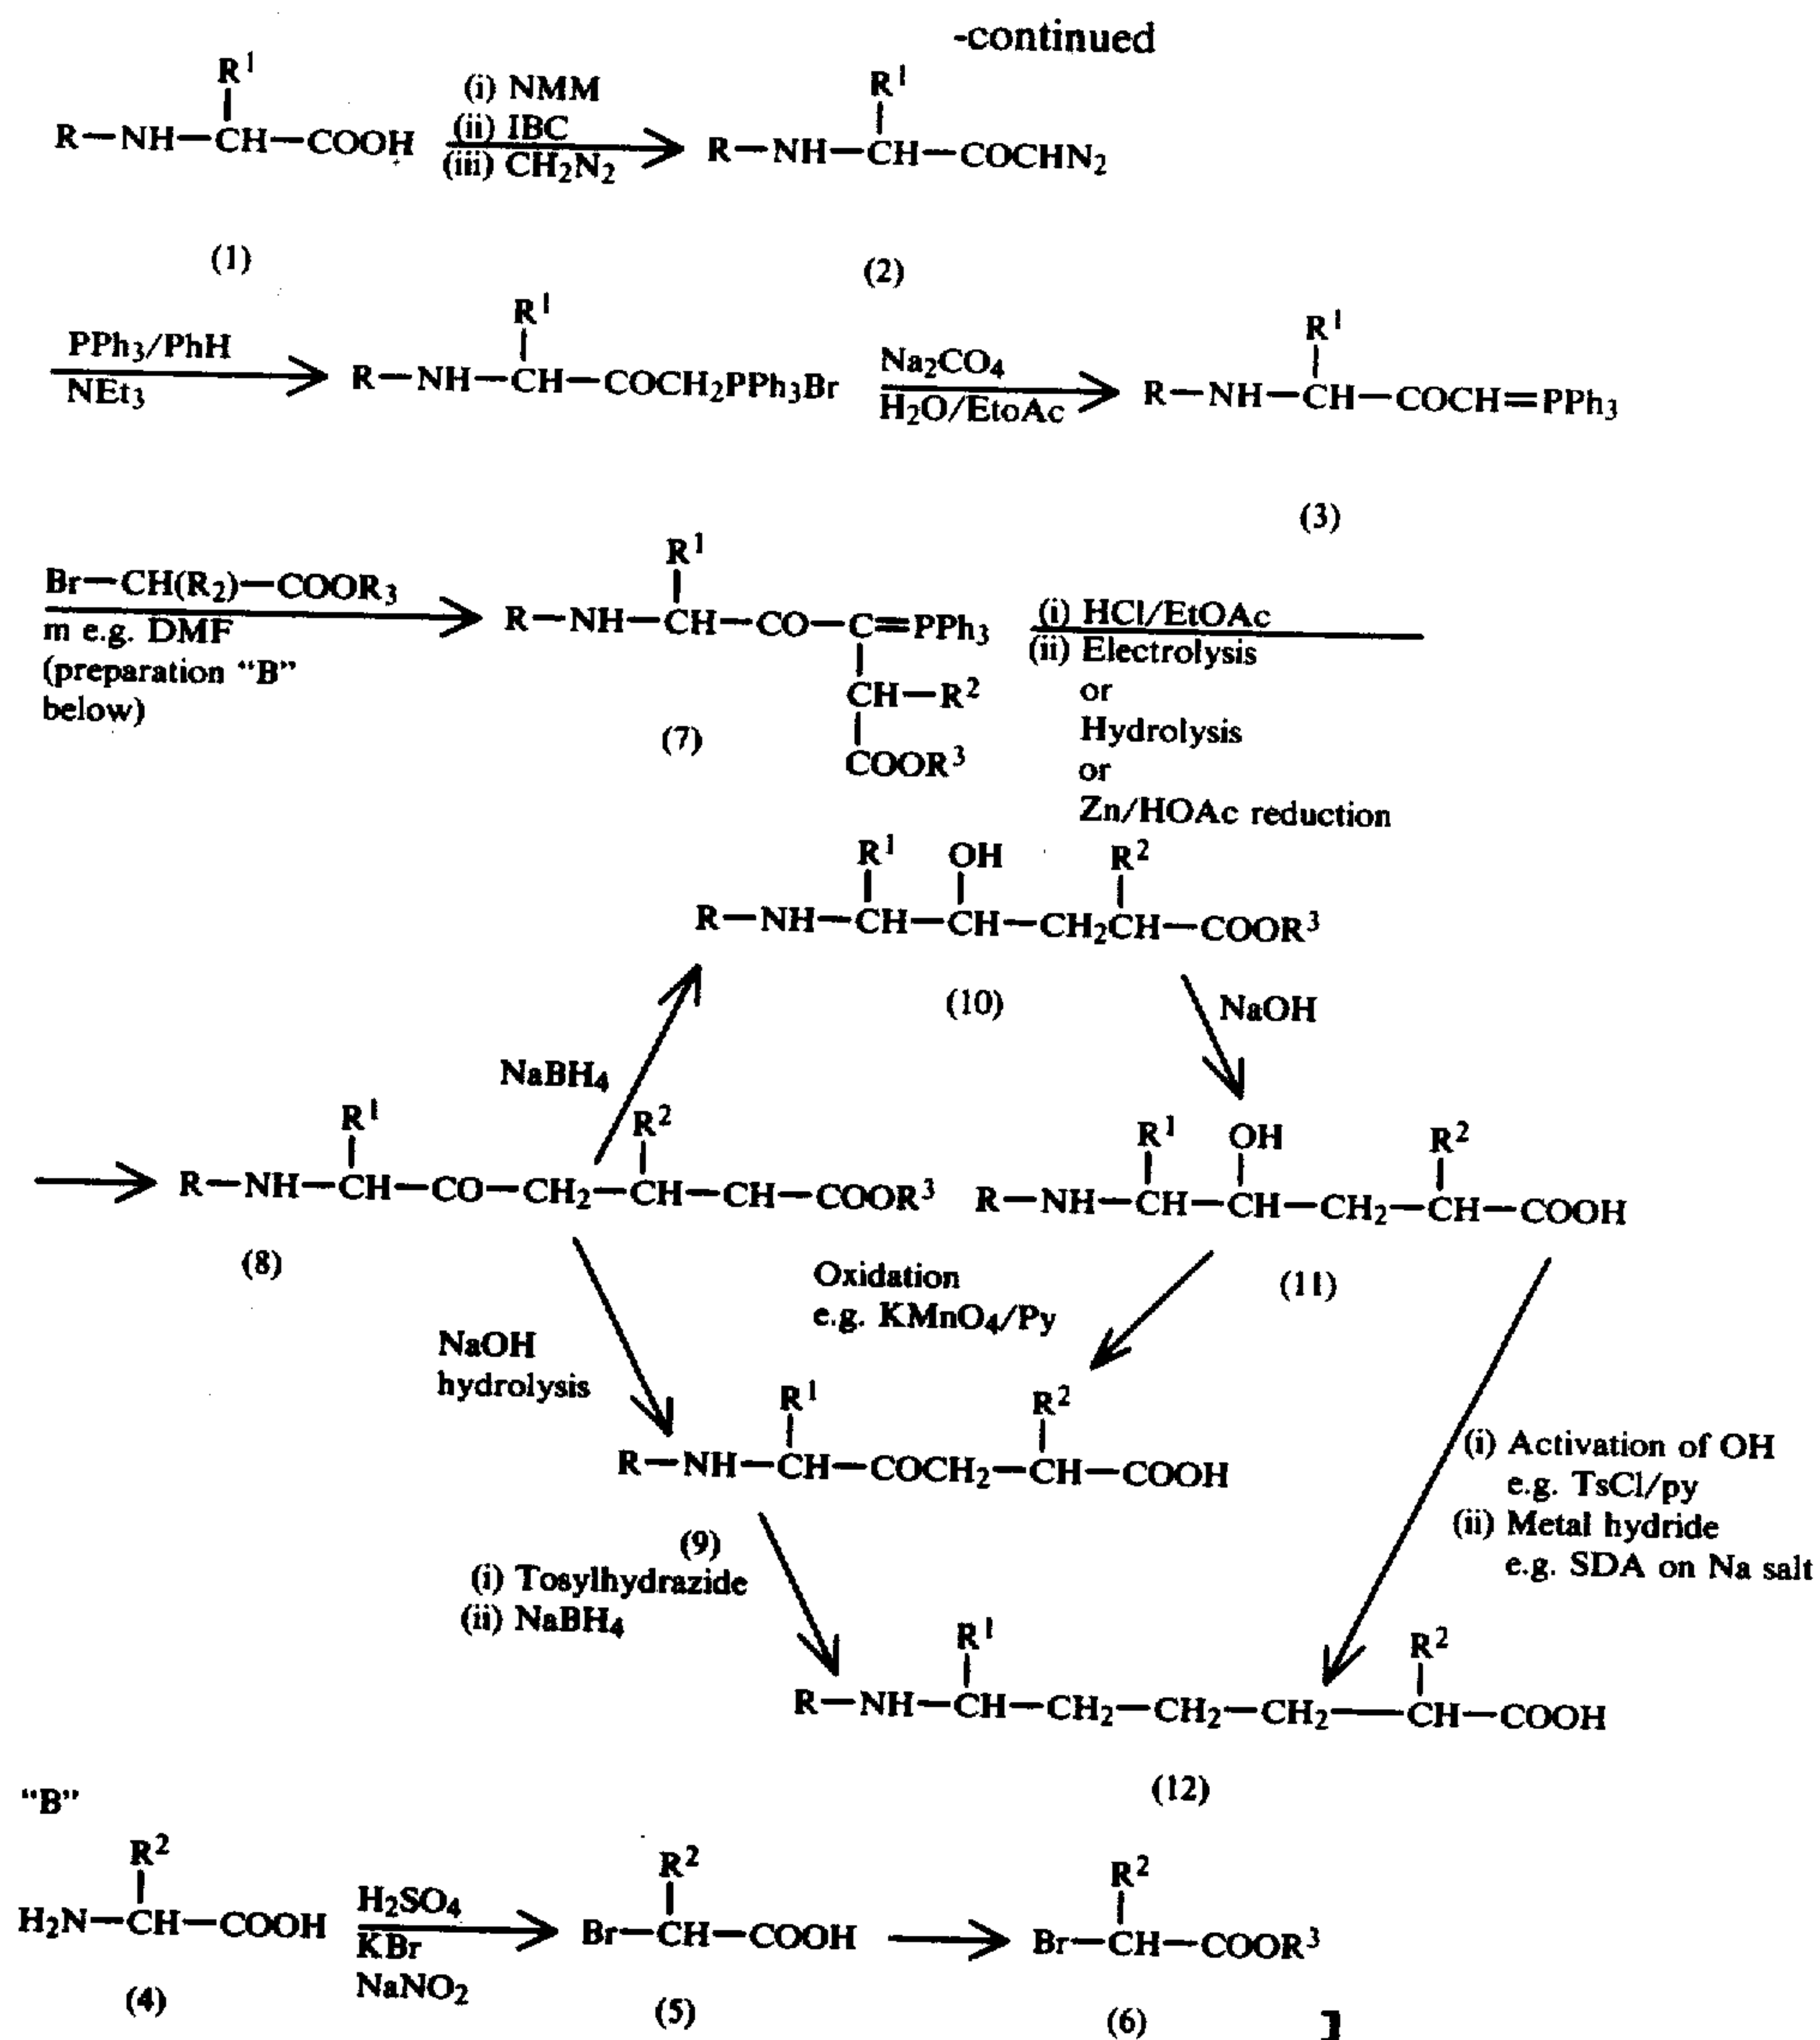 -continued
R—NH—CH(R¹)—COOH
(i) NMM
(ii) IBC
(iii) CH₂N₂
R—NH—CH(R¹)—COCHN₂
(1)
(2)
PPh₃/PhH
NEt₃
R—NH—CH(R¹)—COCH₂PPh₃Br
Na₂CO₄
H₂O/EtoAc
R—NH—CH(R¹)—COCH=PPh₃
(3)
Br—CH(R₂)—COOR₃
m e.g. DMF
(preparation “B”
below)
R¹
R—NH—CH—CO—C=PPh₃
CH—R²
COOR³
(7)
(i) HCl/EtOAc
(ii) Electrolysis
or
Hydrolysis
or
Zn/HOAc reduction
R¹ OH R²
R—NH—CH—CH—CH₂CH—COOR³
(10)
NaOH
NaBH₄
R¹ R²
R—NH—CH—CO—CH₂—CH—CH—COOR³
(8)
R¹ OH R²
R—NH—CH—CH—CH₂—CH—COOH
(11)
Oxidation
e.g. KMnO₄/Py
NaOH
hydrolysis
R¹ R²
R—NH—CH—COCH₂—CH—COOH
(9)
(i) Activation of OH
e.g. TsCl/py
(ii) Metal hydride
e.g. SDA on Na salt
(i) Tosylhydrazide
(ii) NaBH₄
R¹ R²
R—NH—CH—CH₂—CH₂—CH₂—CH—COOH
(12)
“B”
R²
H₂N—CH—COOH
(4)
H₂SO₄
KBr
NaNO₂
R²
Br—CH—COOH
(5)
R²
Br—CH—COOR³
(6)
]